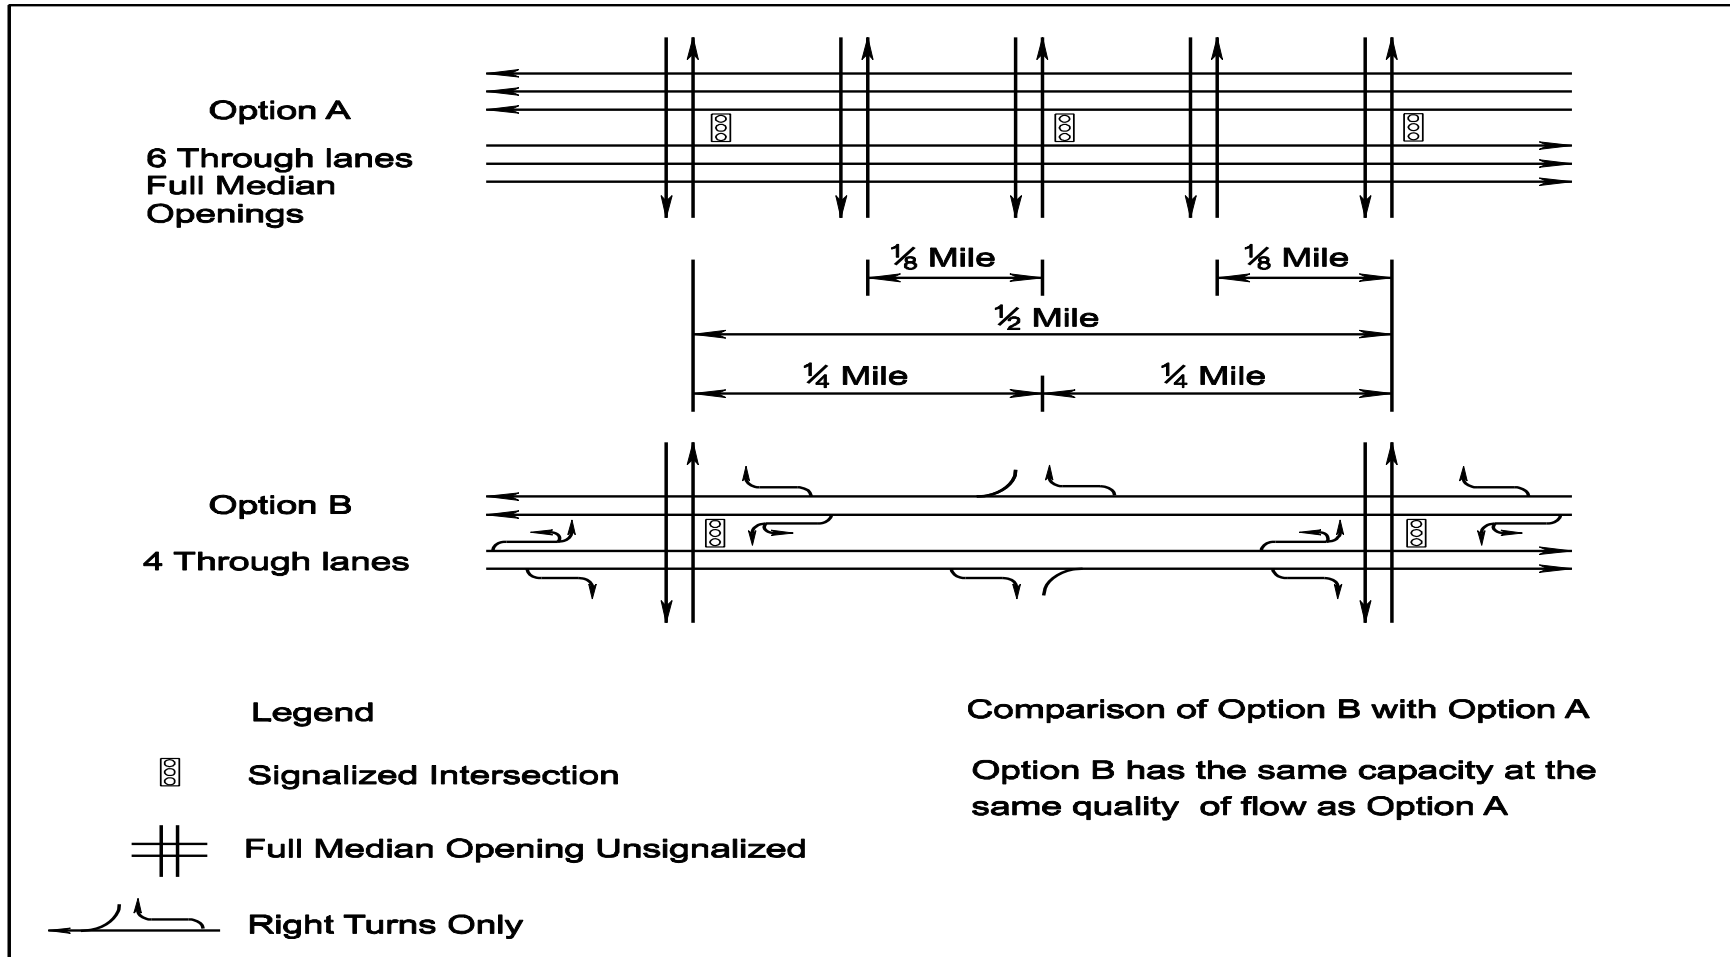 Option A
6 Through lanes
Full Median
Openings
⅛ Mile
⅛ Mile
½ Mile
¼ Mile
¼ Mile
Option B
4 Through lanes
Legend
Signalized Intersection
Full Median Opening Unsignalized
Right Turns Only
Comparison of Option B with Option A
Option B has the same capacity at the
same quality of flow as Option A